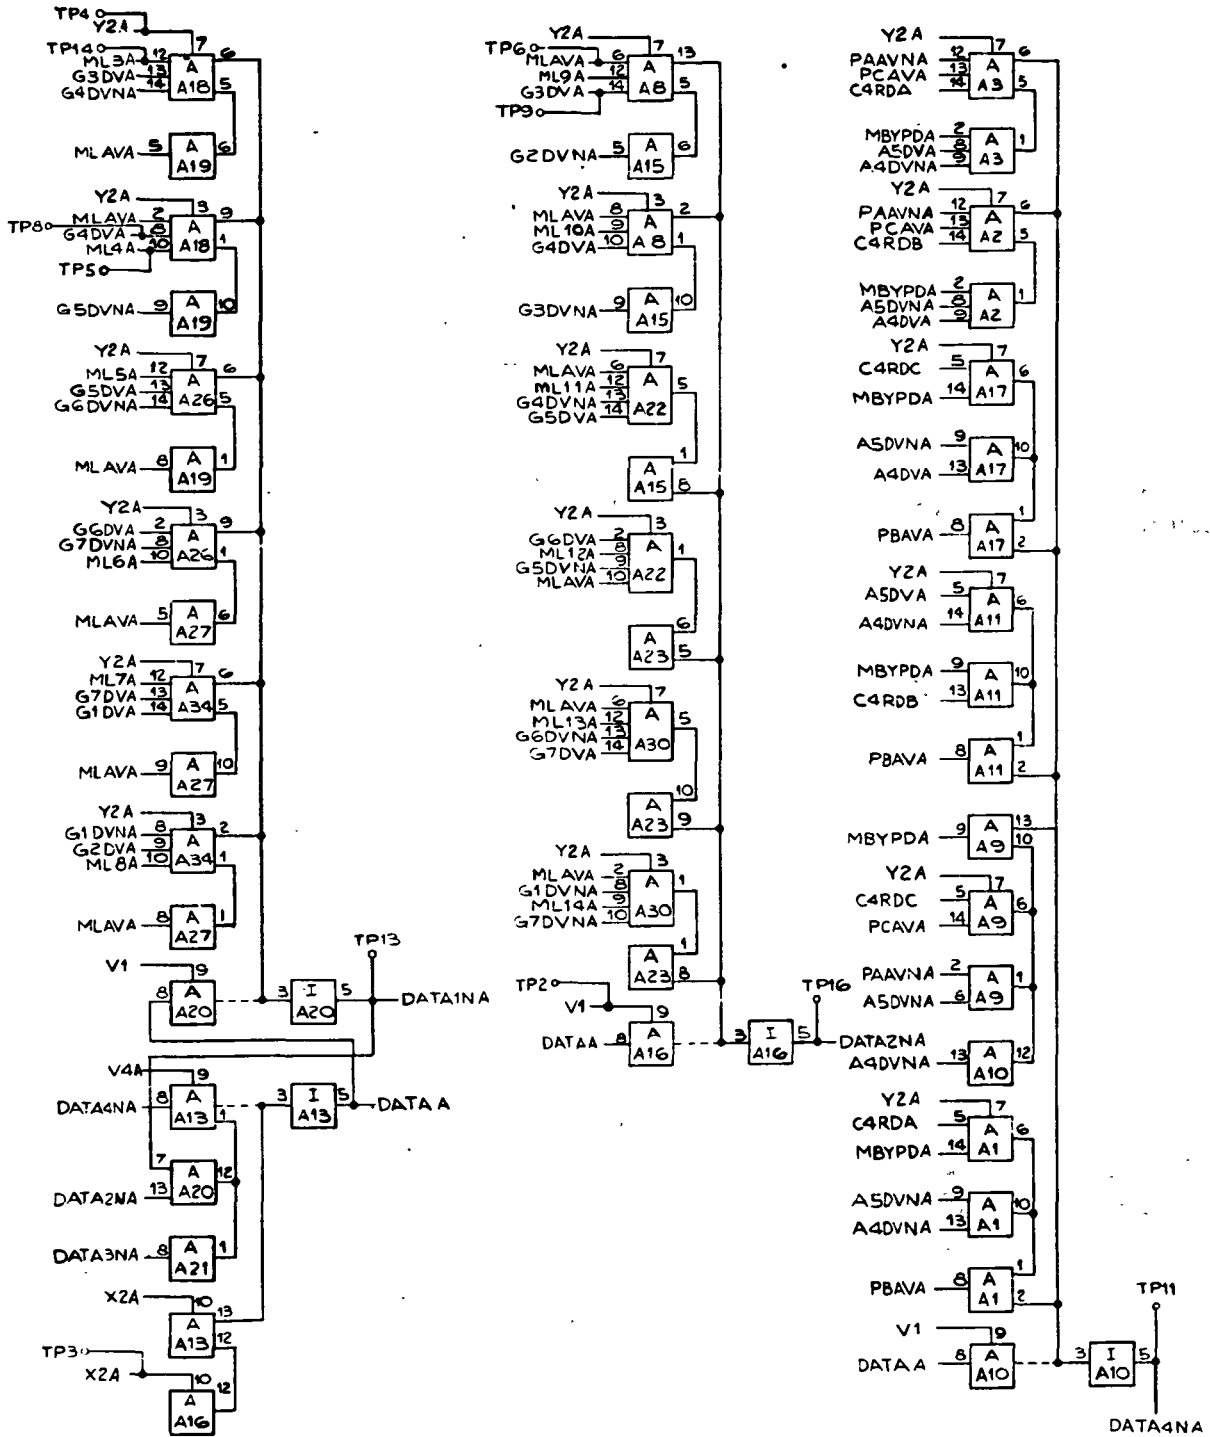 TP4
Y2A
7
TP14
ML3A 12 A 6
G3DVA 13
G4DVNA 14 A18 5
MLAVA 5 A 6
A19
Y2A
3
MLAVA 2 A 9
TP8
G4DVA 8
ML4A 10 A18 1
TP5
G5DVNA 9 A 10
A19
Y2A
7
ML5A 12 A 6
G5DVA 13
G6DVNA 14 A26 5
MLAVA 8 A 1
A19
Y2A
3
G6DVA 2 A 9
G7DVNA 8
ML6A 10 A26 1
MLAVA 5 A 6
A27
Y2A
7
ML7A 12 A 6
G7DVA 13
G1DVA 14 A34 5
MLAVA 9 A 10
A27
Y2A
3
G1DVNA 8 A 2
G2DVA 9
ML8A 10 A34 1
MLAVA 8 A 1
A27
TP13
V1
9
8 A 3 I 5 DATA1NA
A20 A20
V4A
9
DATA4NA 8 A 3 I 5 DATAA
A13 1 A13
7 A 12
DATA2NA 13 A20
DATA3NA 8 A 1
A21
X2A
10
A 13
A13 12
TP3
X2A
10
A 12
A16
Y2A
7
TP6
MLAVA 6 A 13
ML9A 12
G3DVA 14 A8 5
TP9
G2DVNA 5 A 6
A15
Y2A
3
MLAVA 8 A 2
ML10A 9
G4DVA 10 A8 1
G3DVNA 9 A 10
A15
Y2A
7
MLAVA 6 A
ML11A 12 5
G4DVNA 13 A22
G5DVA 14
A 1
A15 8
Y2A
3
G6DVA 2 A
ML12A 8 1
G5DVNA 9 A22
MLAVA 10
A 6
A23 5
Y2A
7
MLAVA 6 A
ML13A 12 5
G6DVNA 13 A30
G7DVA 14
A 10
A23 9
Y2A
3
MLAVA 2 A
G1DVNA 8 1
ML14A 9 A30
G7DVNA 10
A 1
A23 8
TP2
TP16
V1
9
DATAA 8 A 3 I 5 DATA2NA
A16 A16
Y2A
7
PAAVNA 12 A 6
PCAVA 13
C4RDA 14 A3 5
MBYPDA 2 A 1
A5DVA 8
A4DVNA 9 A3
Y2A
7
PAAVNA 12 A 6
PCAVA 13
C4RDB 14 A2 5
MBYPDA 2 A 1
A5DVNA 8
A4DVA 9 A2
Y2A
7
C4RDC 5 A 6
MBYPDA 14 A17
A5DVNA 9 A 10
A4DVA 13 A17
PBAVA 8 A 1
A17 2
Y2A
7
A5DVA 5 A 6
A4DVNA 14 A11
MBYPDA 9 A 10
C4RDB 13 A11
PBAVA 8 A 1
A11 2
MBYPDA 9 A 13
A9 10
Y2A
7
C4RDC 5 A 6
PCAVA 14 A9
PAAVNA 2 A 1
A5DVNA 6 A9
A4DVNA 13 A 12
A10
Y2A
7
C4RDA 5 A 6
MBYPDA 14 A1
A5DVNA 9 A 10
A4DVNA 13 A1
PBAVA 8 A 1
A1 2
TP11
V1
9
DATAA 8 A 3 I 5
A10 A10
DATA4NA